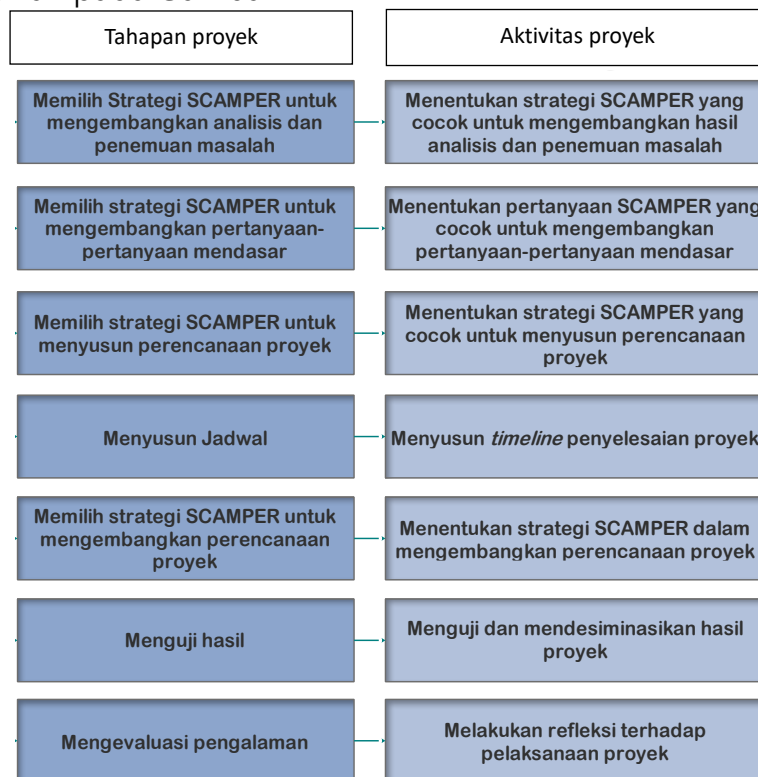 Tahapan proyek
Aktivitas proyek
Memilih Strategi SCAMPER untuk
mengembangkan analisis dan
penemuan masalah
Menentukan strategi SCAMPER yang
cocok untuk mengembangkan hasil
analisis dan penemuan masalah
Memilih strategi SCAMPER untuk
mengembangkan pertanyaan-
pertanyaan mendasar
Menentukan pertanyaan SCAMPER yang
cocok untuk mengembangkan
pertanyaan-pertanyaan mendasar
Memilih strategi SCAMPER untuk
menyusun perencanaan proyek
Menentukan strategi SCAMPER yang
cocok untuk menyusun perencanaan
proyek
Menyusun Jadwal
Menyusun timeline penyelesaian proyek
Memilih strategi SCAMPER untuk
mengembangkan perencanaan
proyek
Menentukan strategi SCAMPER dalam
mengembangkan perencanaan proyek
Menguji hasil
Menguji dan mendesiminasikan hasil
proyek
Mengevaluasi pengalaman
Melakukan refleksi terhadap
pelaksanaan proyek